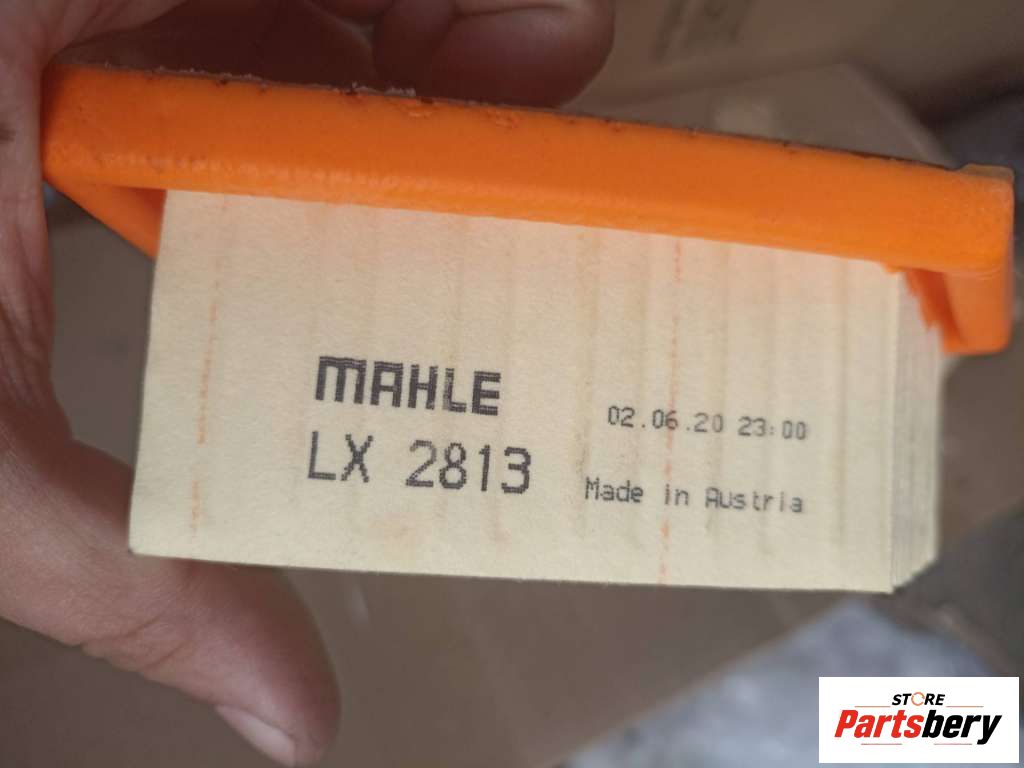 MAHLE
LX 2813
02.06.20 23:00
Made in Austria
STORE
Partsbery